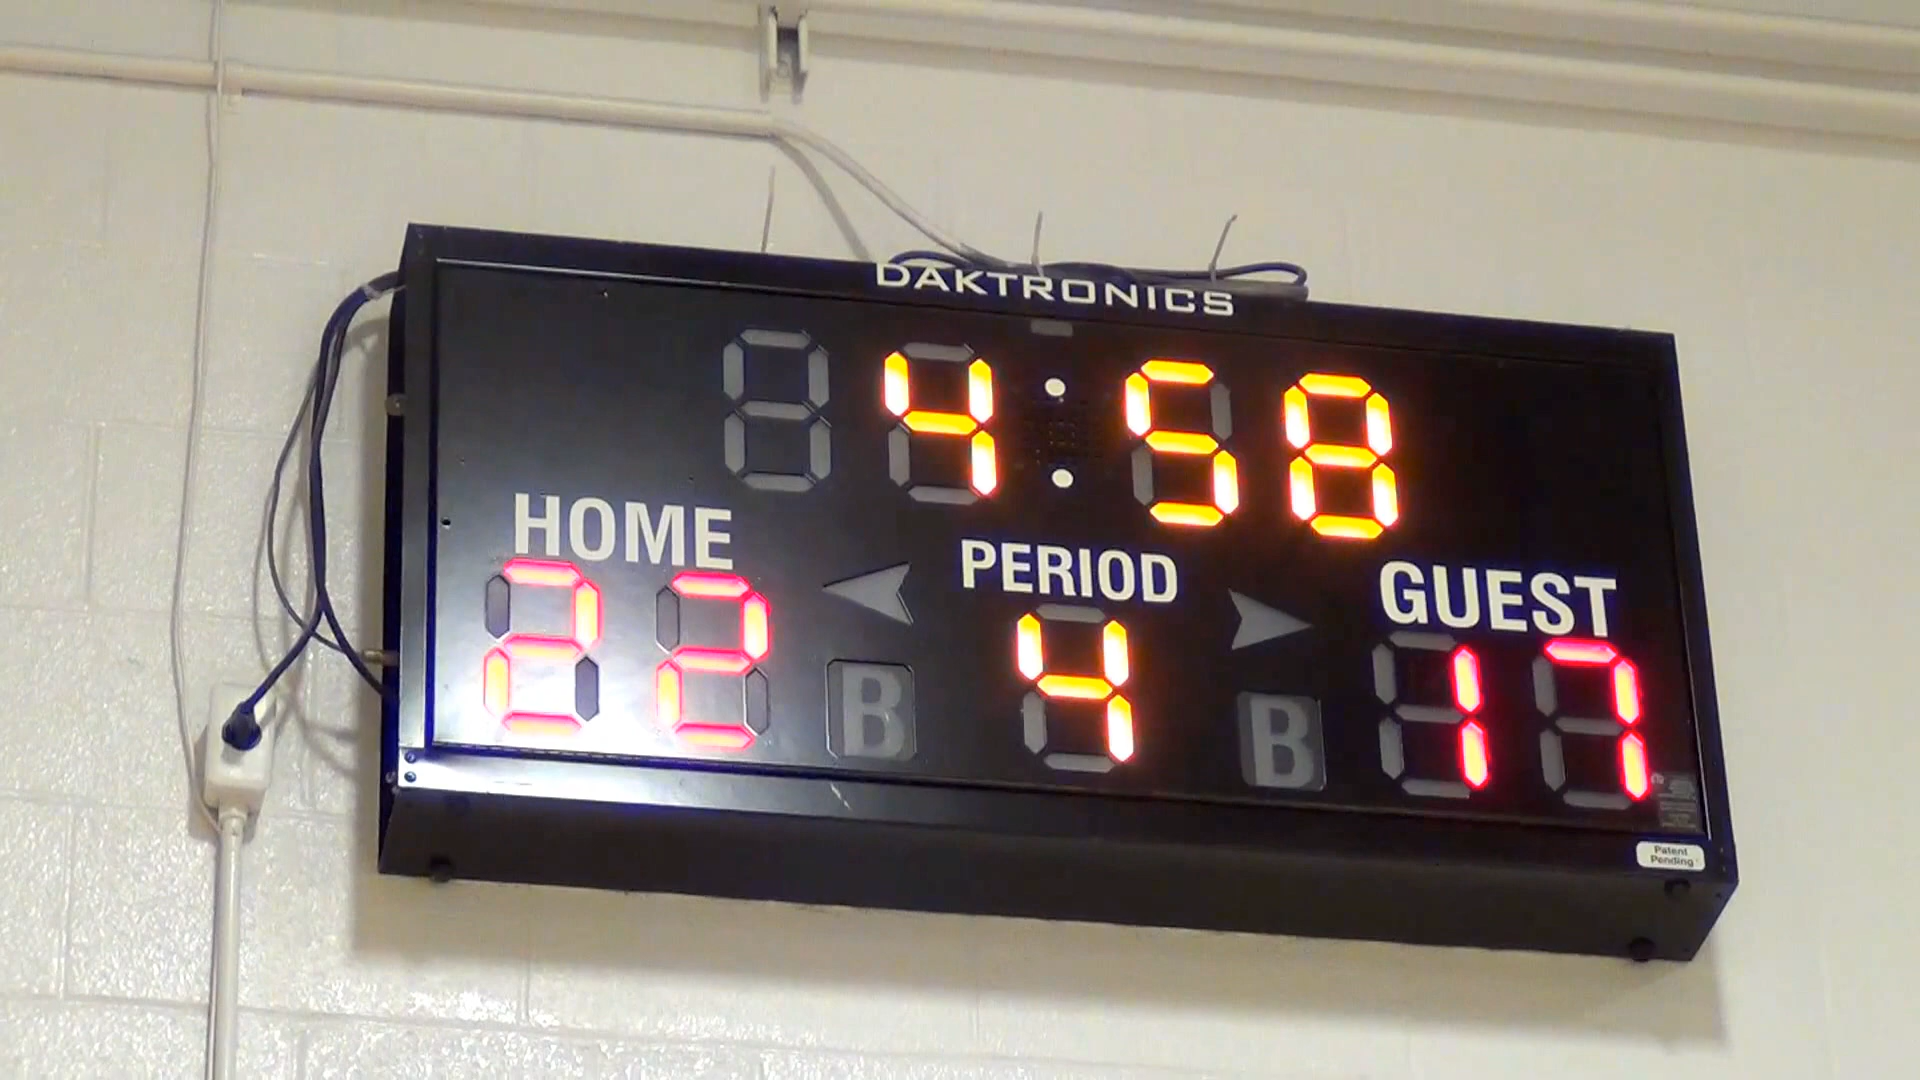 DAKTRONICS
4:58
HOME PERIOD GUEST
22 4 17
B B
Patent
Pending